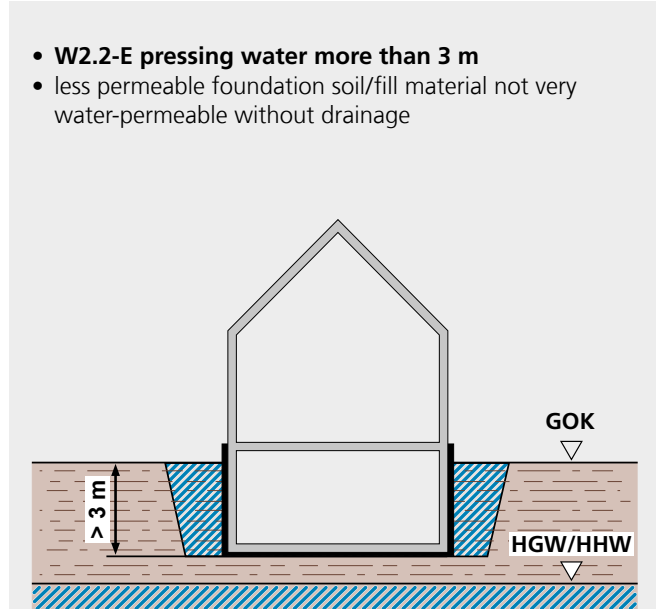 • W2.2-E pressing water more than 3 m
• less permeable foundation soil/fill material not very
water-permeable without drainage
GOK
> 3 m
HGW/HHW